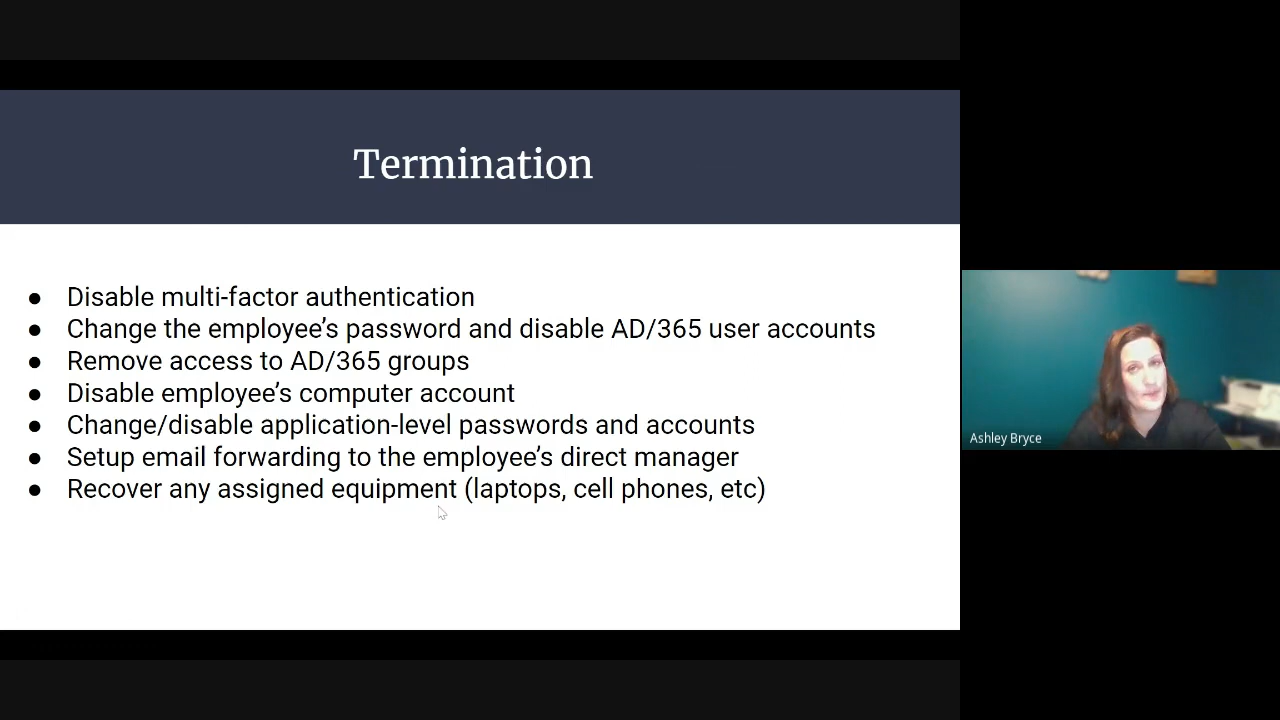 Termination
● Disable multi-factor authentication
● Change the employee’s password and disable AD/365 user accounts
● Remove access to AD/365 groups
● Disable employee’s computer account
● Change/disable application-level passwords and accounts
● Setup email forwarding to the employee’s direct manager
● Recover any assigned equipment (laptops, cell phones, etc)
Ashley Bryce